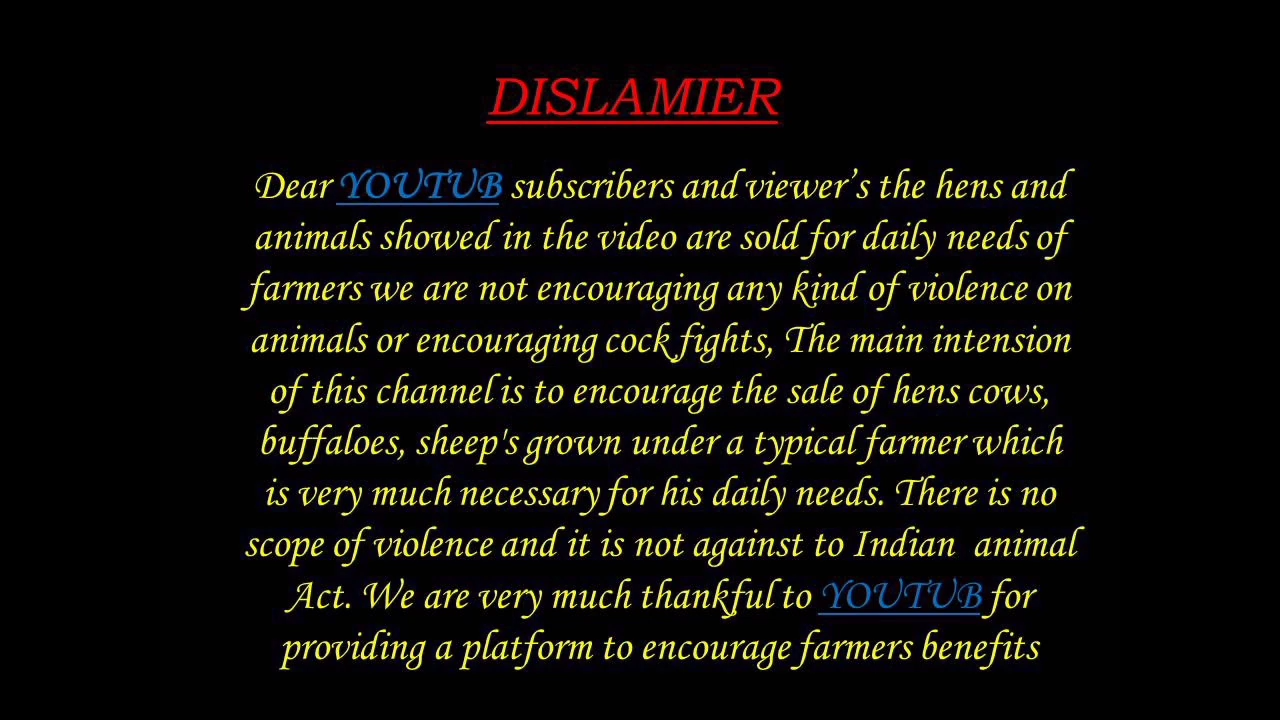 DISLAMIER
Dear YOUTUB subscribers and viewer’s the hens and
animals showed in the video are sold for daily needs of
farmers we are not encouraging any kind of violence on
animals or encouraging cock fights, The main intension
of this channel is to encourage the sale of hens cows,
buffaloes, sheep's grown under a typical farmer which
is very much necessary for his daily needs. There is no
scope of violence and it is not against to Indian  animal
Act. We are very much thankful to YOUTUB for
providing a platform to encourage farmers benefits